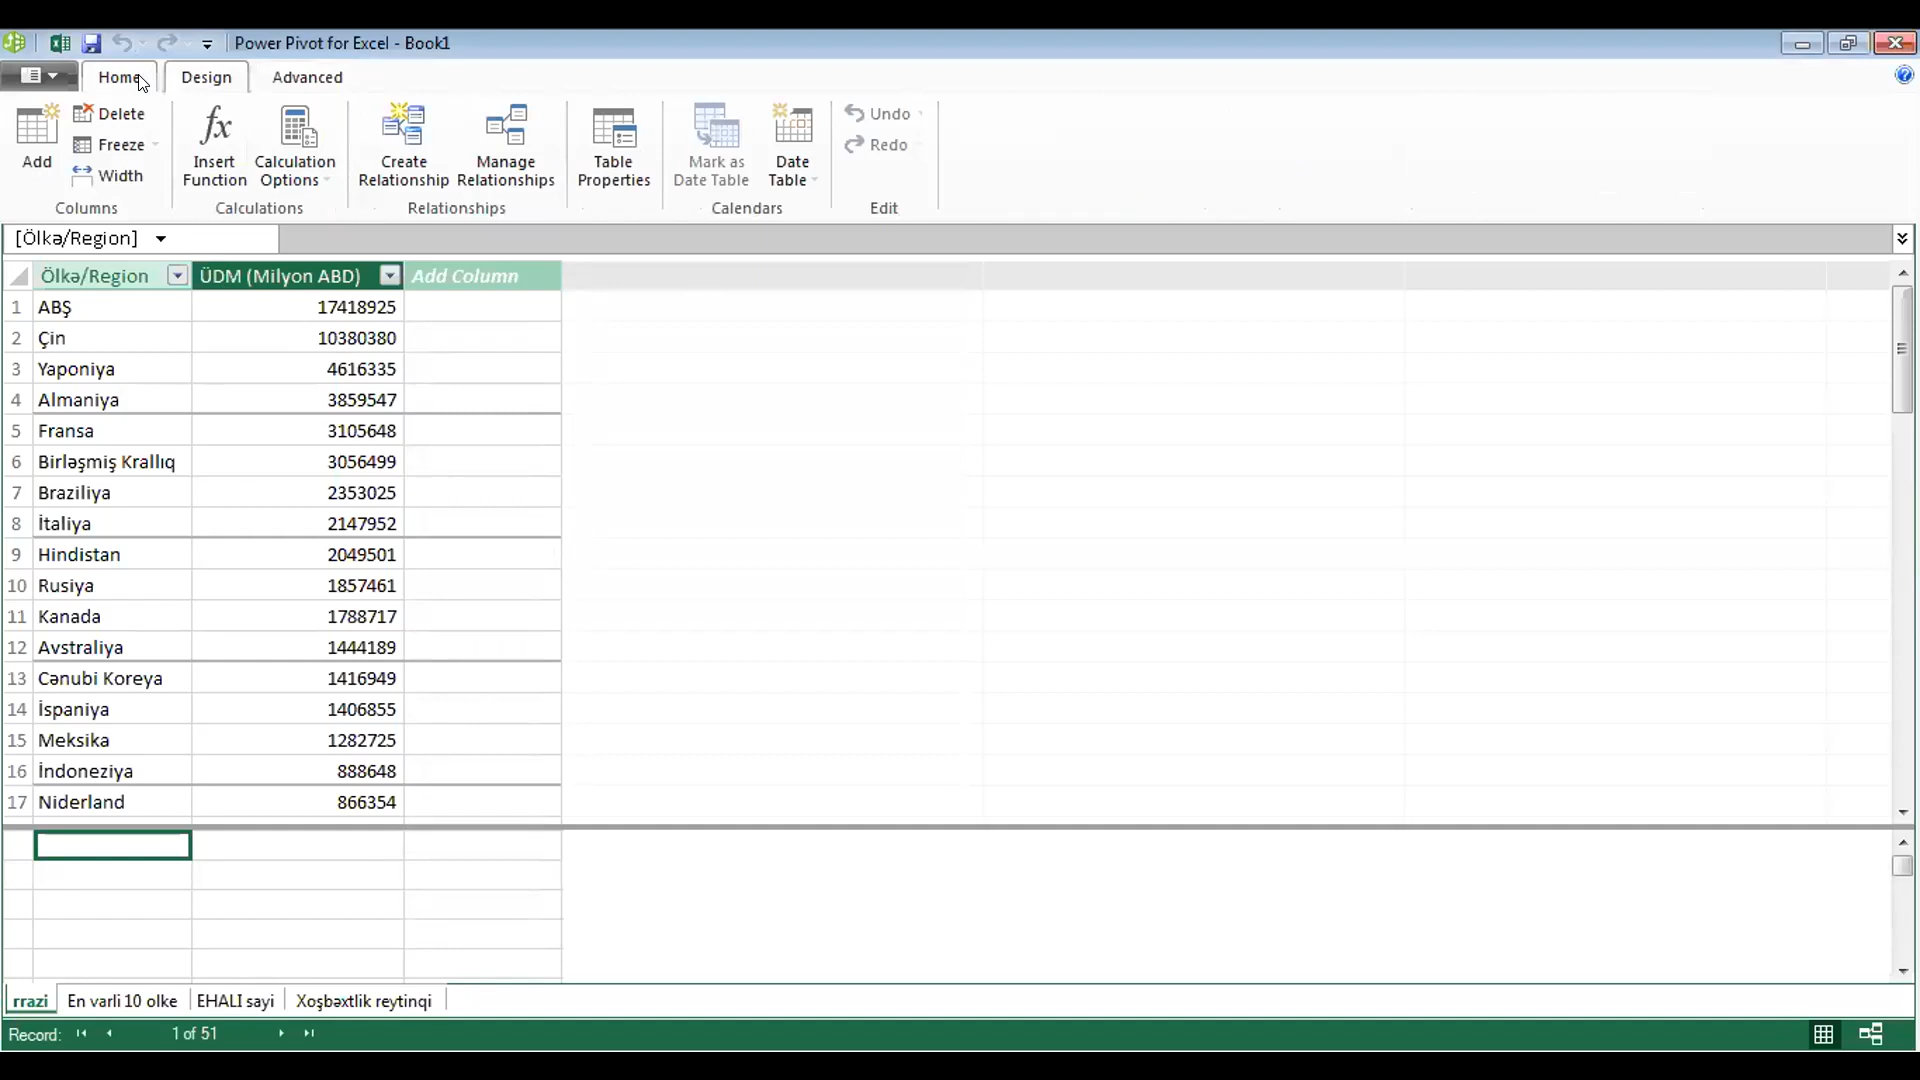 Power Pivot for Excel - Book1
Home Design Advanced
Add
Delete
Freeze
Width
Columns
Insert Function
Calculation Options
Calculations
Create Relationship
Manage Relationships
Relationships
Table Properties
Mark as Date Table
Date Table
Calendars
Undo
Redo
Edit
[Ölkə/Region]
Ölkə/Region ÜDM (Milyon ABD) Add Column
1 ABŞ 17418925
2 Çin 10380380
3 Yaponiya 4616335
4 Almaniya 3859547
5 Fransa 3105648
6 Birləşmiş Krallıq 3056499
7 Braziliya 2353025
8 İtaliya 2147952
9 Hindistan 2049501
10 Rusiya 1857461
11 Kanada 1788717
12 Avstraliya 1444189
13 Cənubi Koreya 1416949
14 İspaniya 1406855
15 Meksika 1282725
16 İndoneziya 888648
17 Niderland 866354
rrazi En varli 10 olke EHALI sayi Xoşbəxtlik reytinqi
Record: 1 of 51